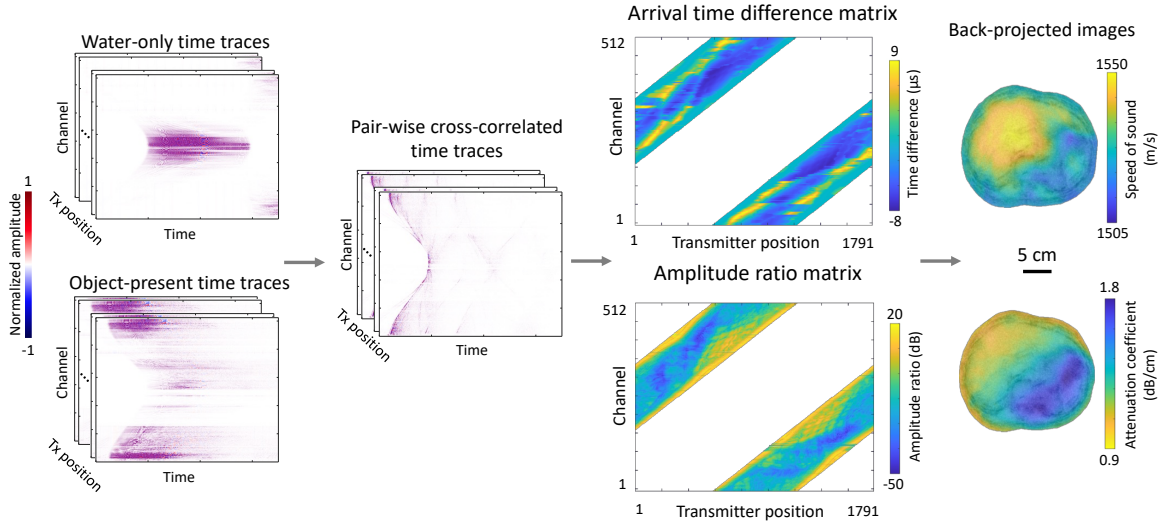 Water-only time traces
Channel
Tx position
Time
1
Normalized amplitude
-1
Object-present time traces
Channel
Tx position
Time
Pair-wise cross-correlated
time traces
Channel
Tx position
Time
Arrival time difference matrix
512
Channel
1
1
Transmitter position
1791
9
Time difference (µs)
-8
Amplitude ratio matrix
512
Channel
1
1
Transmitter position
1791
20
Amplitude ratio (dB)
-50
Back-projected images
1550
Speed of sound
(m/s)
1505
5 cm
1.8
Attenuation coefficient
(dB/cm)
0.9